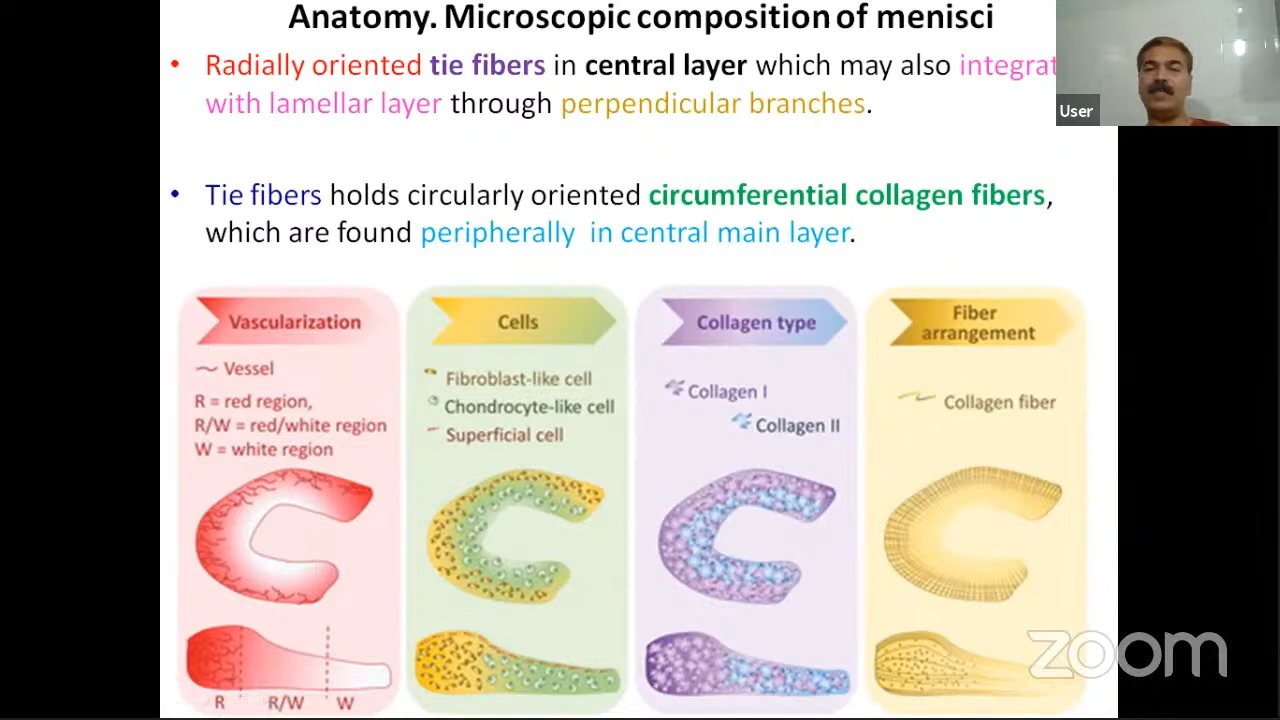 Anatomy. Microscopic composition of menisci
• Radially oriented tie fibers in central layer which may also integrat
with lamellar layer through perpendicular branches.
User
• Tie fibers holds circularly oriented circumferential collagen fibers,
which are found peripherally in central main layer.
Vascularization
Vessel
R = red region,
R/W = red/white region
W = white region
R R/W W
Cells
Fibroblast-like cell
Chondrocyte-like cell
Superficial cell
Collagen type
Collagen I
Collagen II
Fiber
arrangement
Collagen fiber
zoom